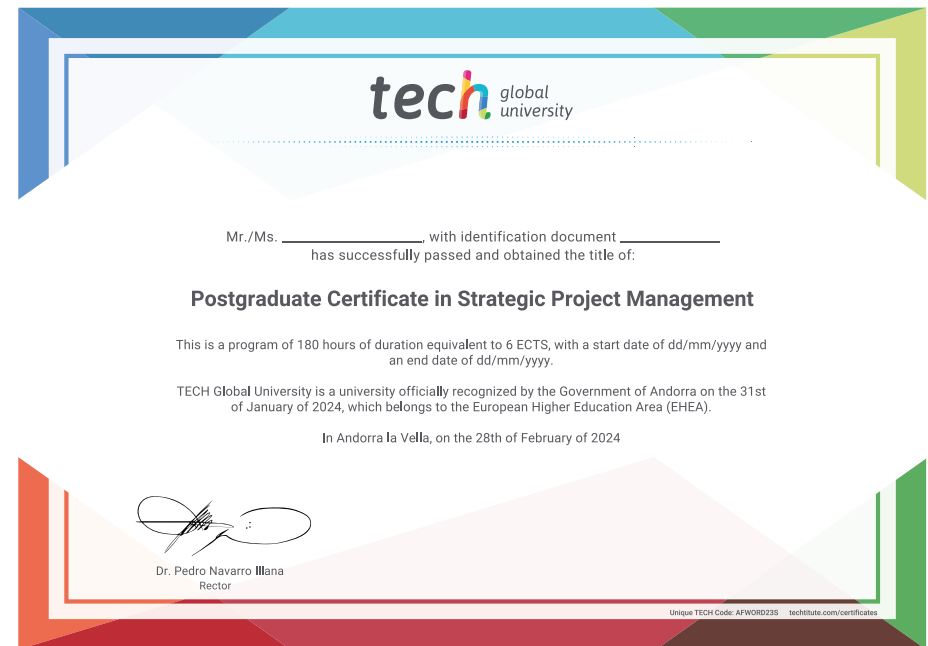 tech global university
Mr./Ms. ____________________, with identification document ______________
has successfully passed and obtained the title of:
Postgraduate Certificate in Strategic Project Management
This is a program of 180 hours of duration equivalent to 6 ECTS, with a start date of dd/mm/yyyy and
an end date of dd/mm/yyyy.
TECH Global University is a university officially recognized by the Government of Andorra on the 31st
of January of 2024, which belongs to the European Higher Education Area (EHEA).
In Andorra la Vella, on the 28th of February of 2024
Dr. Pedro Navarro Illana
Rector
Unique TECH Code: AFWORD23S techtitute.com/certificates